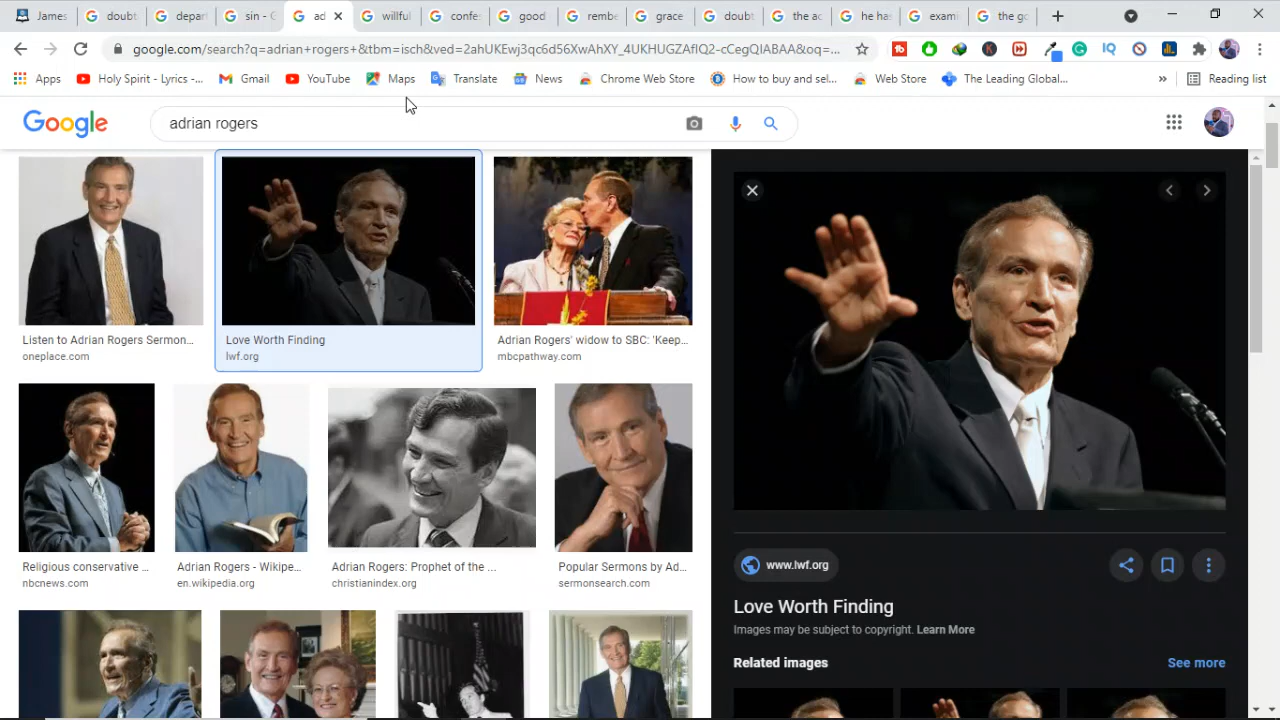 James
doubt
depart
sin - G
ad
willful
confe
good
rembe
grace
doubt
the ac
he has
exami
the go
google.com/search?q=adrian+rogers+&tbm=isch&ved=2ahUKEwj3qc6d56XwAhXY_4UKHUGZAfIQ2-cCegQIABAA&oq=...
Apps
Holy Spirit - Lyrics -...
Gmail
YouTube
Maps
Translate
News
Chrome Web Store
How to buy and sel...
Web Store
The Leading Global...
»
Reading list
Google
adrian rogers
Listen to Adrian Rogers Sermon...
oneplace.com
Love Worth Finding
lwf.org
Adrian Rogers' widow to SBC: 'Keep...
mbcpathway.com
Religious conservative ...
nbcnews.com
Adrian Rogers - Wikipe...
en.wikipedia.org
Adrian Rogers: Prophet of the ...
christianindex.org
Popular Sermons by Ad...
sermonsearch.com
www.lwf.org
Love Worth Finding
Images may be subject to copyright. Learn More
Related images
See more